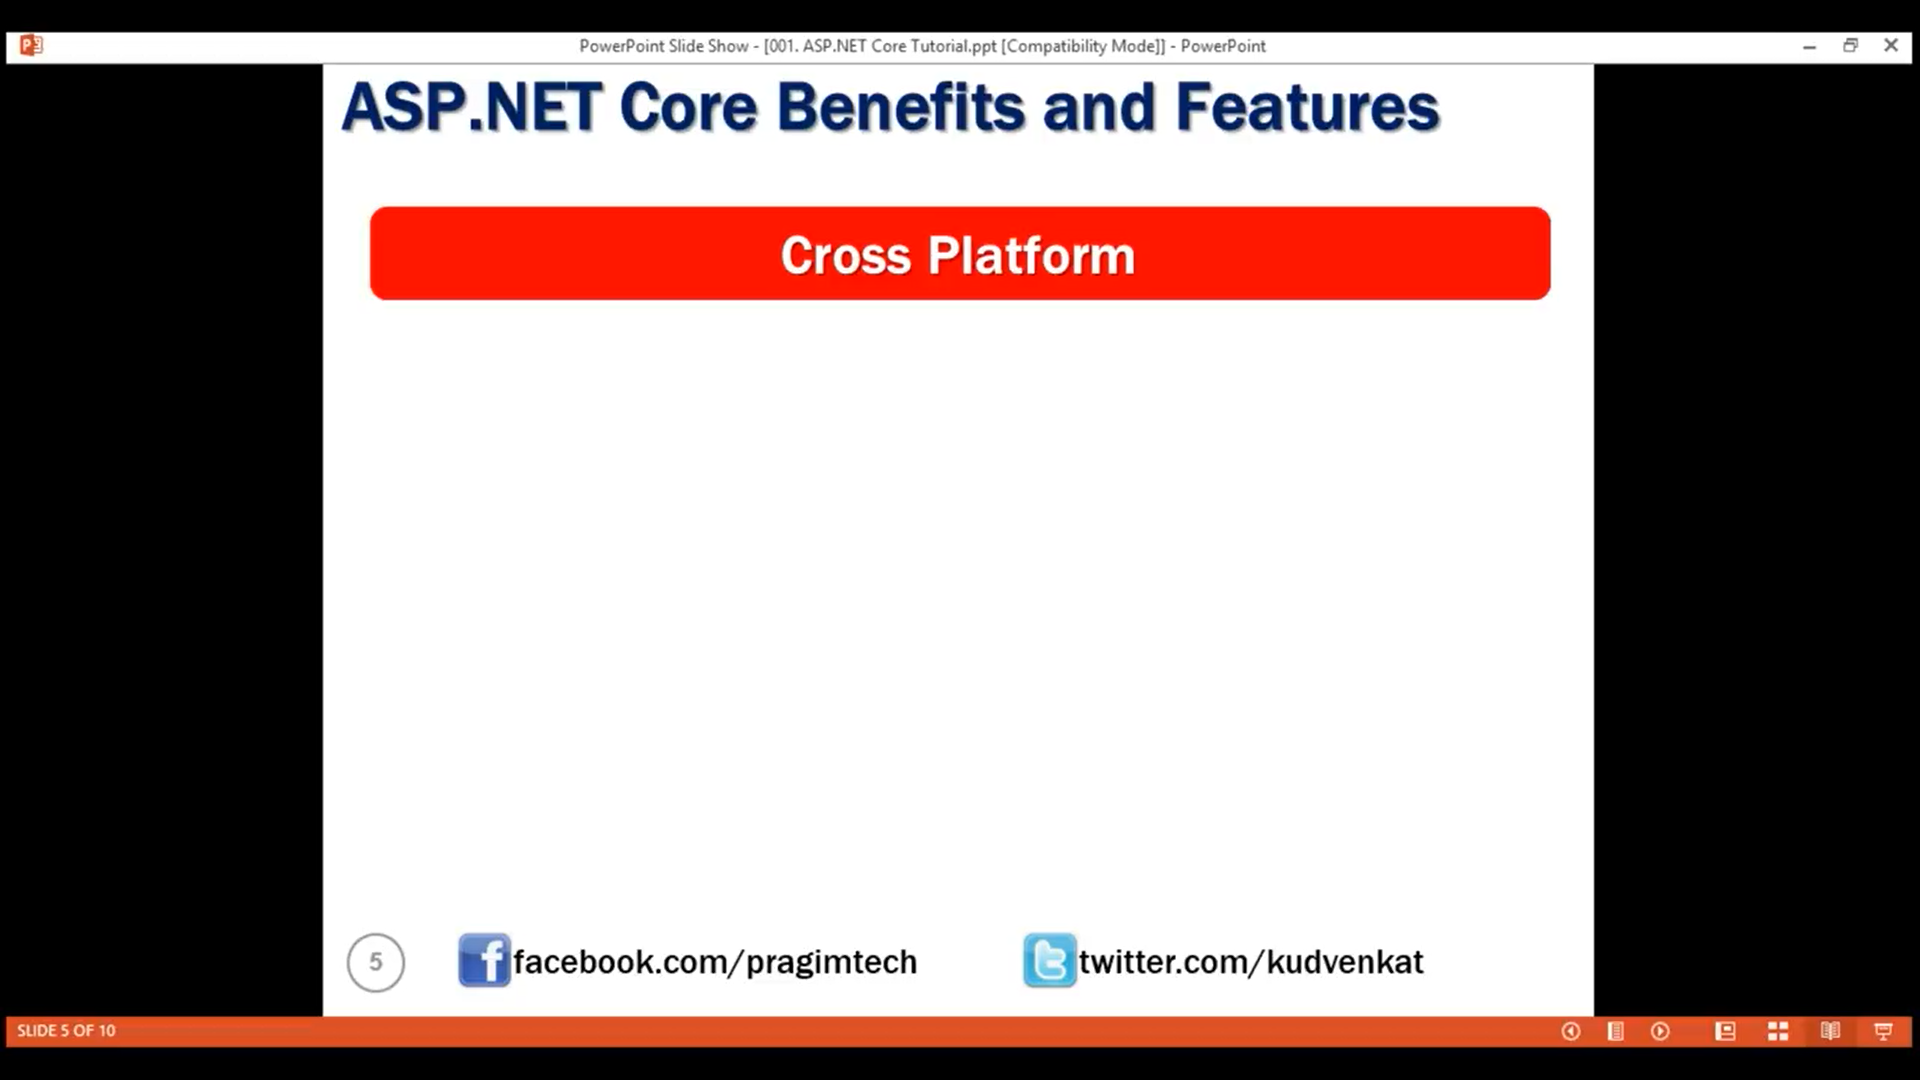 PowerPoint Slide Show - [001. ASP.NET Core Tutorial.ppt [Compatibility Mode]] - PowerPoint
ASP.NET Core Benefits and Features
Cross Platform
5
facebook.com/pragimtech
twitter.com/kudvenkat
SLIDE 5 OF 10